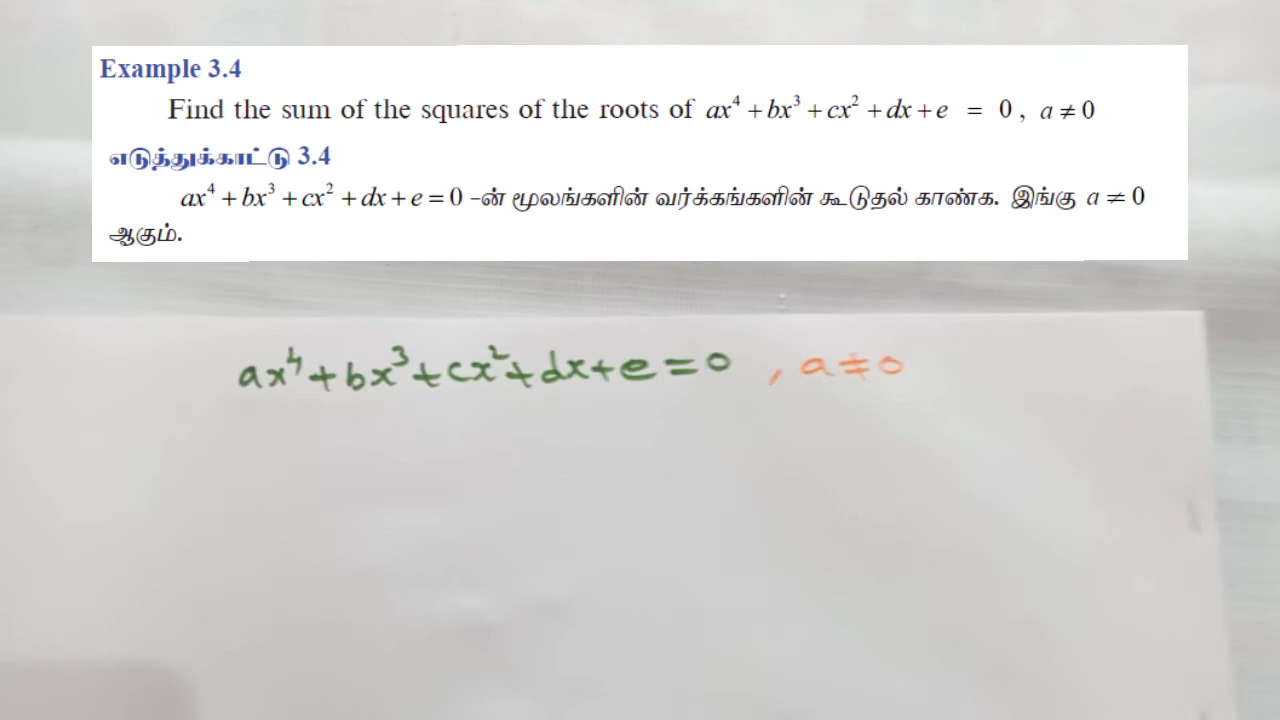 Example 3.4
Find the sum of the squares of the roots of ax⁴ + bx³ + cx² + dx + e = 0 , a ≠ 0
எடுத்துக்காட்டு 3.4
ax⁴ + bx³ + cx² + dx + e = 0 -ன் மூலங்களின் வர்க்கங்களின் கூடுதல் காண்க. இங்கு a ≠ 0
ஆகும்.
ax⁴+bx³+cx²+dx+e=0 , a≠0